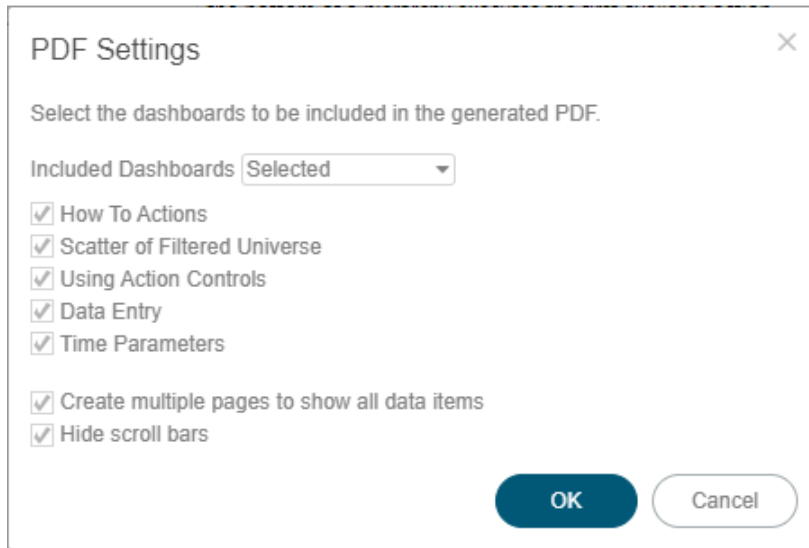 PDF Settings
Select the dashboards to be included in the generated PDF.
Included Dashboards Selected
How To Actions
Scatter of Filtered Universe
Using Action Controls
Data Entry
Time Parameters
Create multiple pages to show all data items
Hide scroll bars
OK Cancel